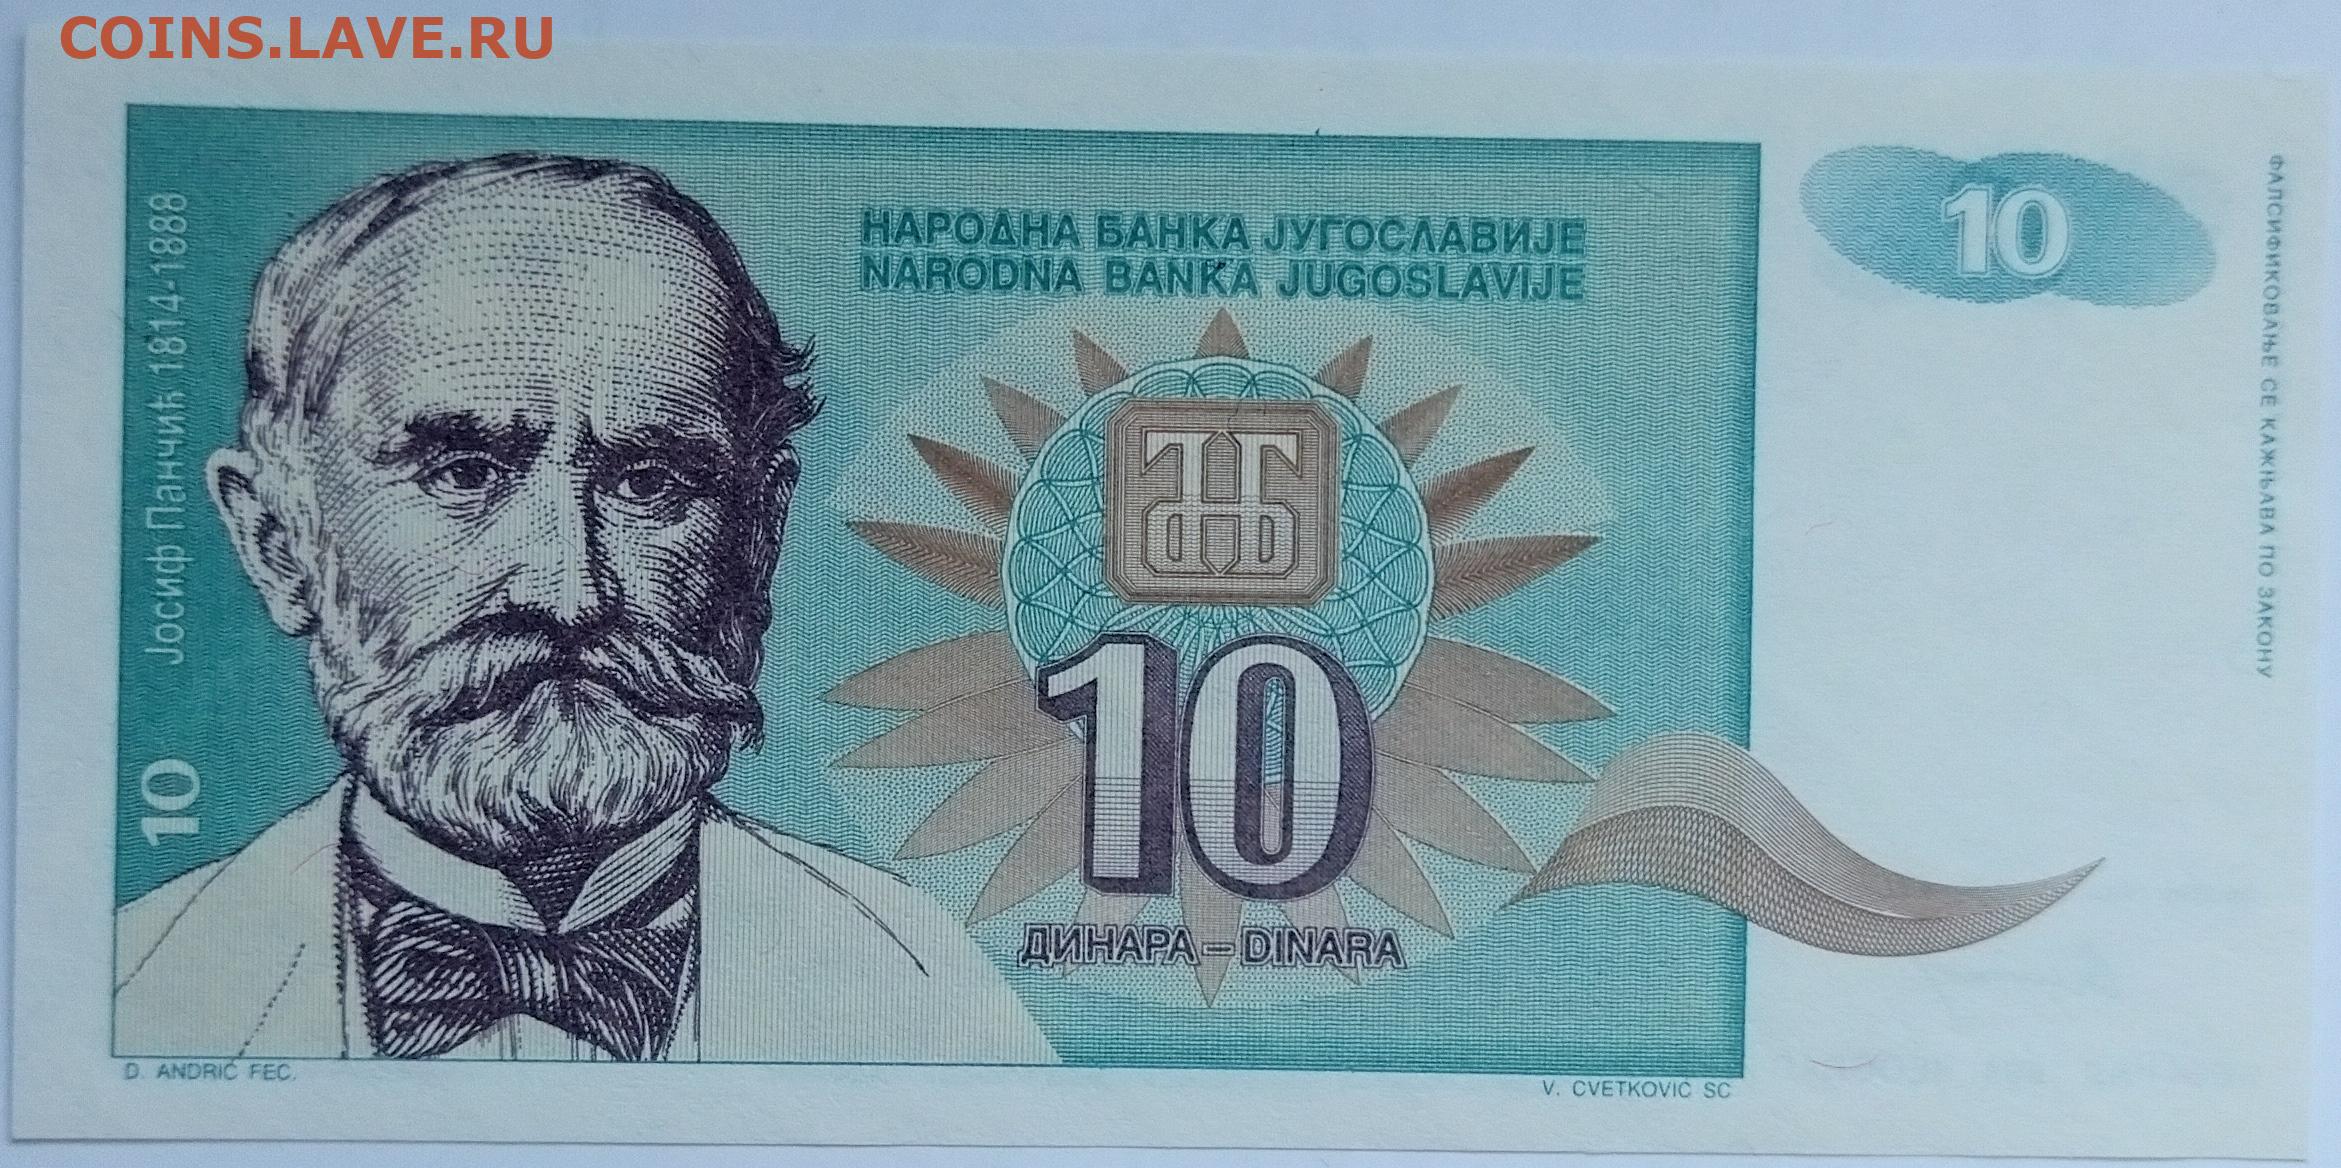 COINS.LAVE.RU
Јосиф Панчић 1814-1888
10
НАРОДНА БАНКА ЈУГОСЛАВИЈЕ
NARODNA BANKA JUGOSLAVIJE
10
ДИНАРА – DINARA
10
ФАЛСИФИКОВАЊЕ СЕ КАЖЊАВА ПО ЗАКОНУ
D. ANDRIĆ FEC.
V. CVETKOVIĆ SC